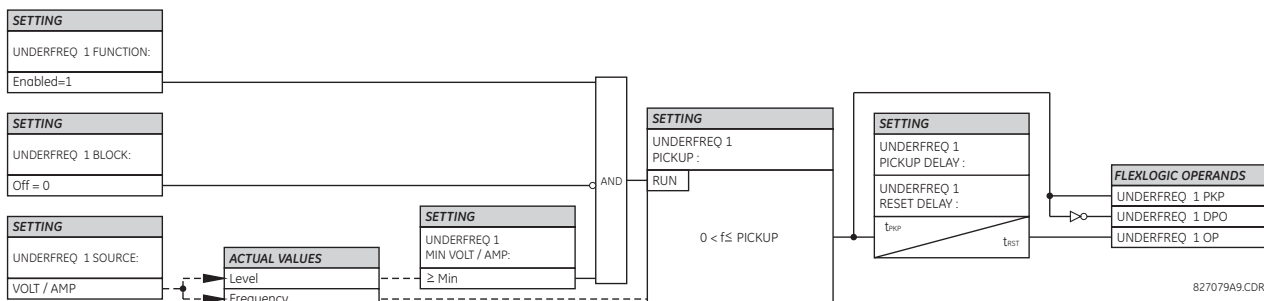 SETTING
UNDERFREQ 1 FUNCTION:
Enabled=1
SETTING
UNDERFREQ 1 BLOCK:
Off = 0
SETTING
UNDERFREQ 1 SOURCE:
VOLT / AMP
ACTUAL VALUES
Level
Frequency
SETTING
UNDERFREQ 1
MIN VOLT / AMP:
≥ Min
AND
SETTING
UNDERFREQ 1
PICKUP :
RUN
0 < f≤ PICKUP
SETTING
UNDERFREQ 1
PICKUP DELAY :
UNDERFREQ 1
RESET DELAY :
tPKP
tRST
FLEXLOGIC OPERANDS
UNDERFREQ 1 PKP
UNDERFREQ 1 DPO
UNDERFREQ 1 OP
827079A9.CDR